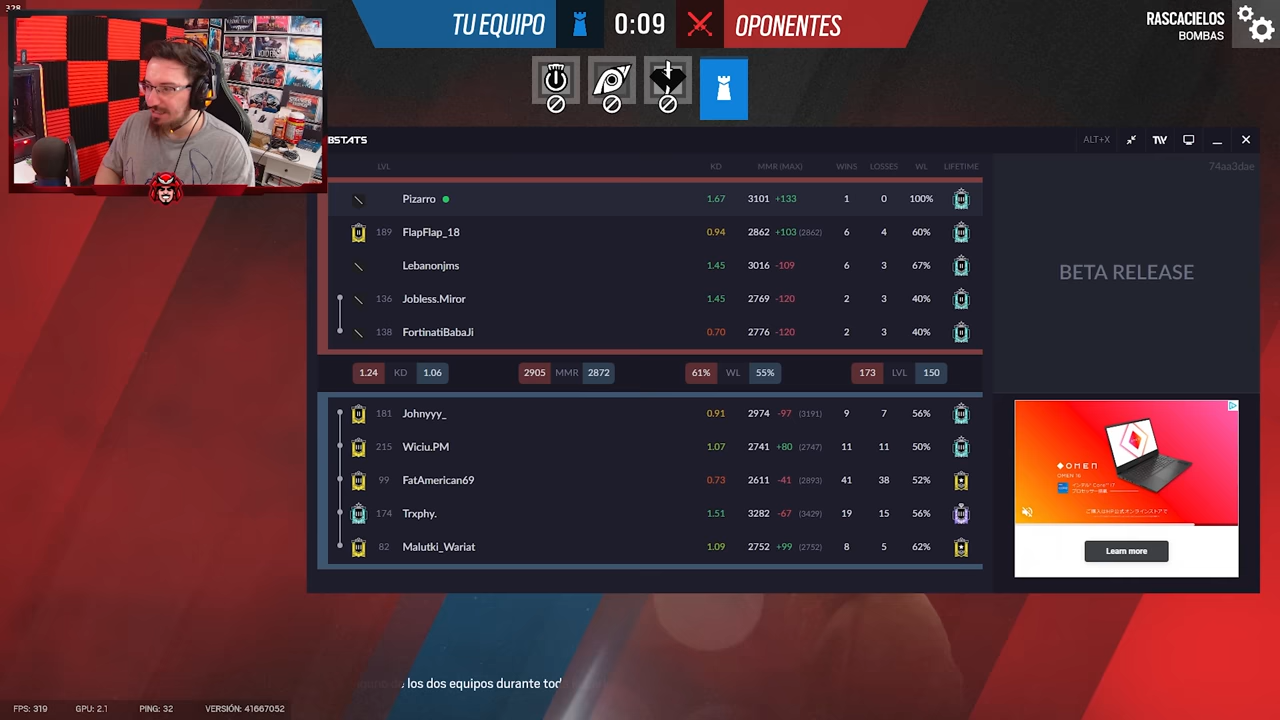 328
TU EQUIPO
0:09
OPONENTES
RASCACIELOS
BOMBAS
BSTATS
ALT+X
LVL KD MMR (MAX) WINS LOSSES WL LIFETIME
74aa3dae
Pizarro 1.67 3101 +133 1 0 100%
189 FlapFlap_18 0.94 2862 +103 (2862) 6 4 60%
Lebanonjms 1.45 3016 -109 6 3 67%
136 Jobless.Miror 1.45 2769 -120 2 3 40%
138 FortinatiBabaJi 0.70 2776 -120 2 3 40%
BETA RELEASE
1.24 KD 1.06 2905 MMR 2872 61% WL 55% 173 LVL 150
181 Johnyyy_ 0.91 2974 -97 (3191) 9 7 56%
215 Wiciu.PM 1.07 2741 +80 (2747) 11 11 50%
99 FatAmerican69 0.73 2611 -41 (2893) 41 38 52%
174 Trxphy. 1.51 3282 -67 (3429) 19 15 56%
82 Malutki_Wariat 1.09 2752 +99 (2752) 8 5 62%
OMEN
OMEN 16
Learn more
de los dos equipos durante tod
FPS: 319 GPU: 2.1 PING: 32 VERSIÓN: 41667052